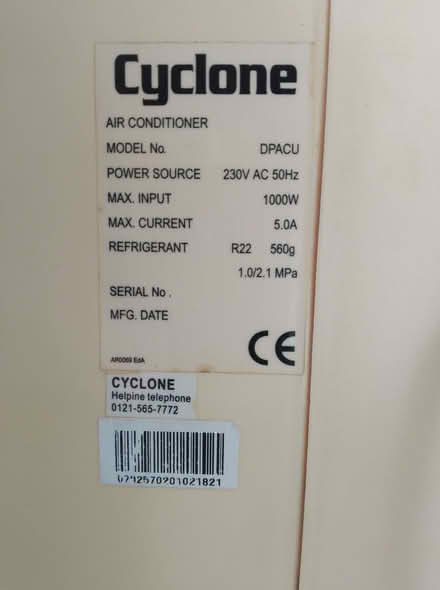 Cyclone
AIR CONDITIONER
MODEL No. DPACU
POWER SOURCE 230V AC 50Hz
MAX. INPUT 1000W
MAX. CURRENT 5.0A
REFRIGERANT R22 560g
1.0/2.1 MPa
SERIAL No .
MFG. DATE
CE
AR0069 EdA
CYCLONE
Helpine telephone
0121-565-7772
0792570201021821